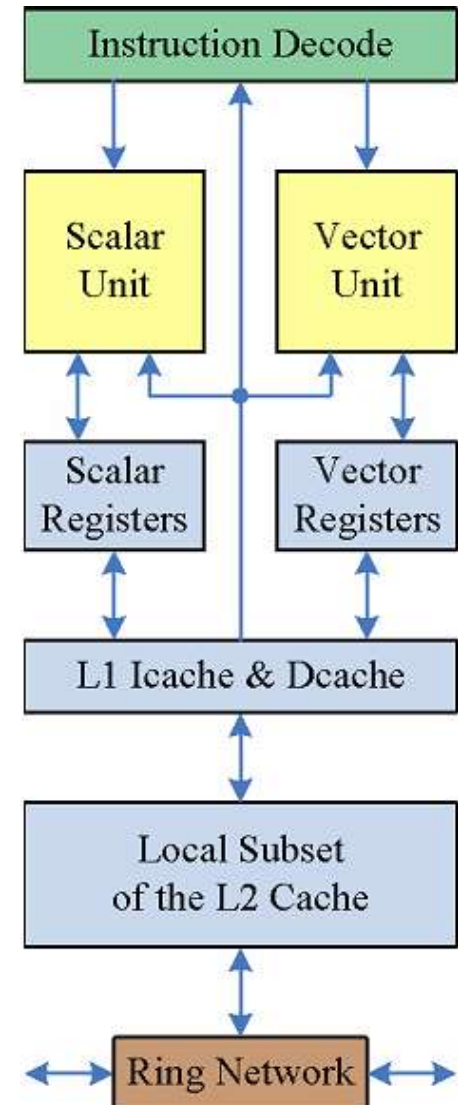 Instruction Decode
Scalar
Unit
Vector
Unit
Scalar
Registers
Vector
Registers
L1 Icache & Dcache
Local Subset
of the L2 Cache
Ring Network